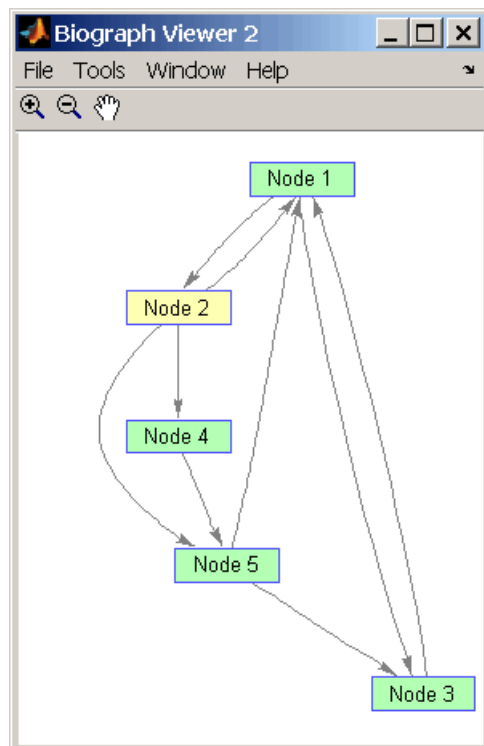 Biograph Viewer 2
File Tools Window Help
Node 1
Node 2
Node 4
Node 5
Node 3